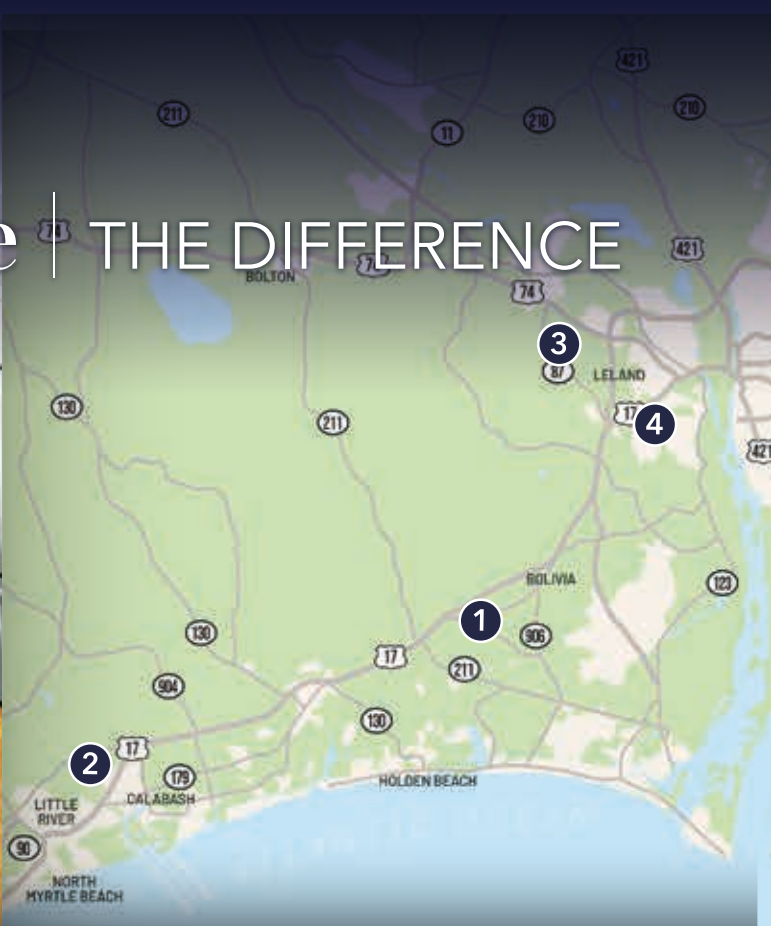 421
211
210
210
11
e | THE DIFFERENCE
74
74
421
BOLTON
74
3
87
LELAND
130
17
4
211
421
BOLIVIA
123
1
906
130
17
211
904
130
17
2
179
HOLDEN BEACH
CALABASH
LITTLE
RIVER
90
NORTH
MYRTLE BEACH